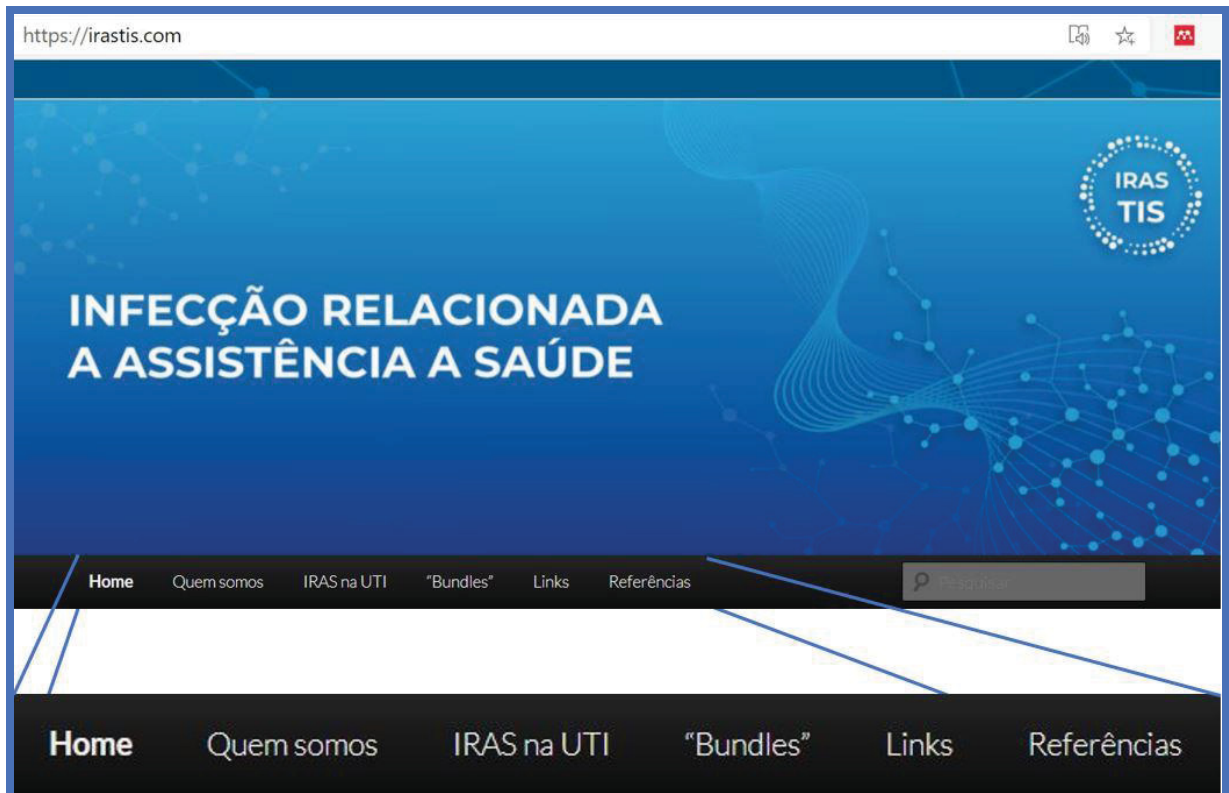 https://irastis.com
IRAS
TIS
INFECÇÃO RELACIONADA
A ASSISTÊNCIA A SAÚDE
Home Quem somos IRAS na UTI “Bundles” Links Referências Pesquisar
Home Quem somos IRAS na UTI “Bundles” Links Referências